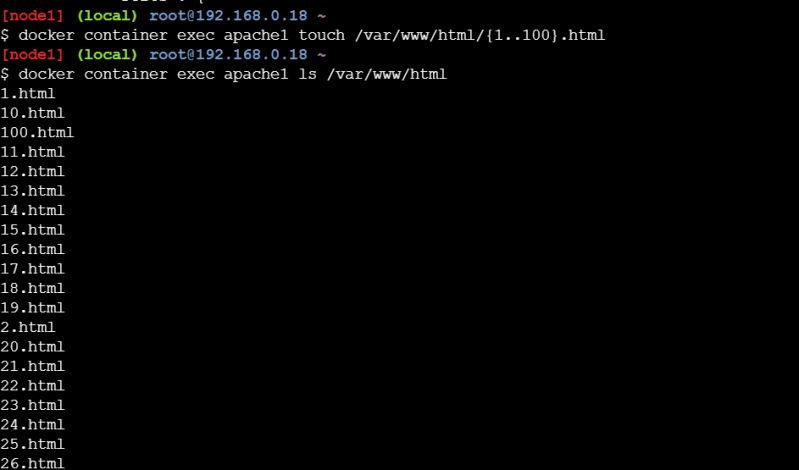 [node1] (local) root@192.168.0.18 ~
$ docker container exec apache1 touch /var/www/html/{1..100}.html
[node1] (local) root@192.168.0.18 ~
$ docker container exec apache1 ls /var/www/html
1.html
10.html
100.html
11.html
12.html
13.html
14.html
15.html
16.html
17.html
18.html
19.html
2.html
20.html
21.html
22.html
23.html
24.html
25.html
26.html